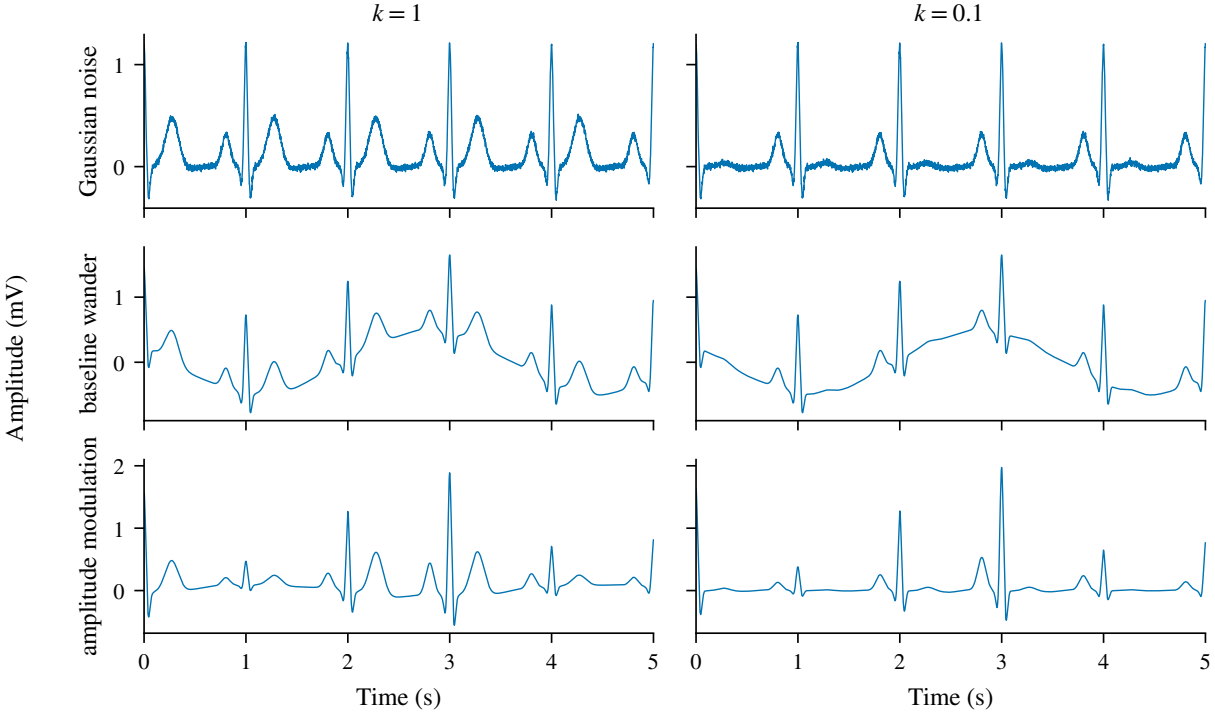 k = 1
k = 0.1
Amplitude (mV)
Gaussian noise
1
0
baseline wander
1
0
amplitude modulation
2
1
0
0 1 2 3 4 5
0 1 2 3 4 5
Time (s)
Time (s)